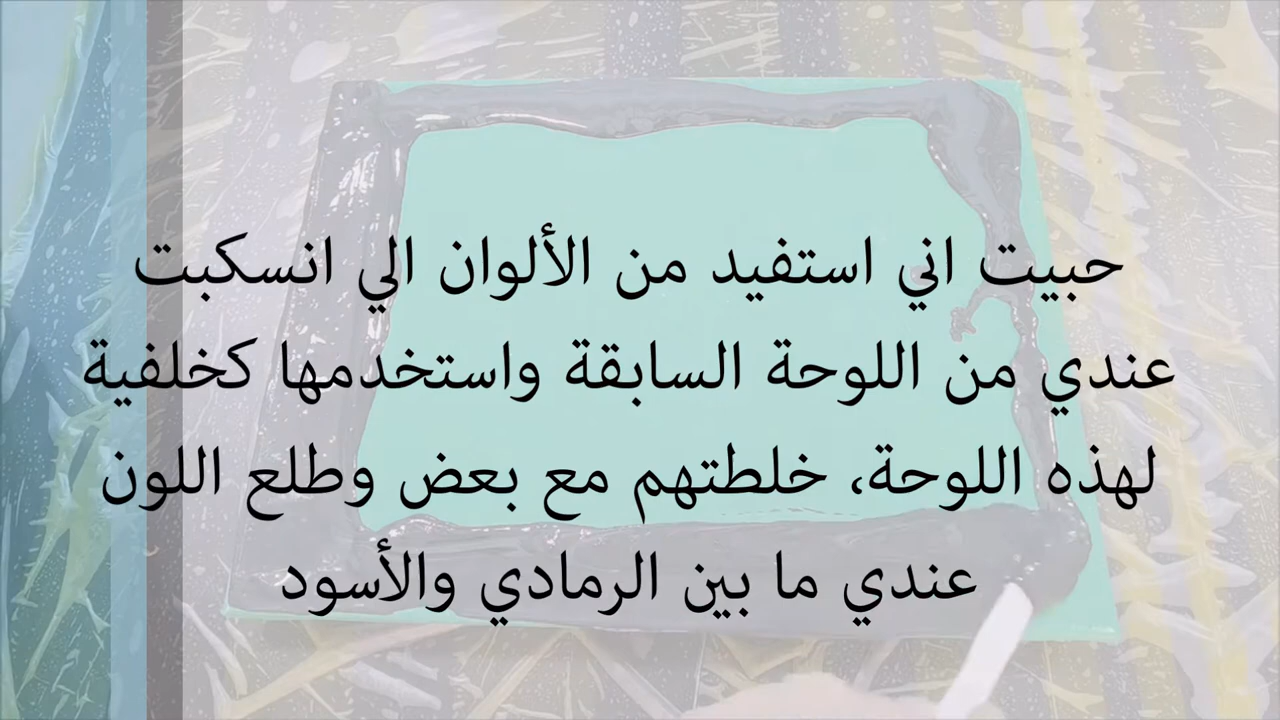 حبيت اني استفيد من الألوان الي انسكبت
عندي من اللوحة السابقة واستخدمها كخلفية
لهذه اللوحة، خلطتهم مع بعض وطلع اللون
عندي ما بين الرمادي والأسود